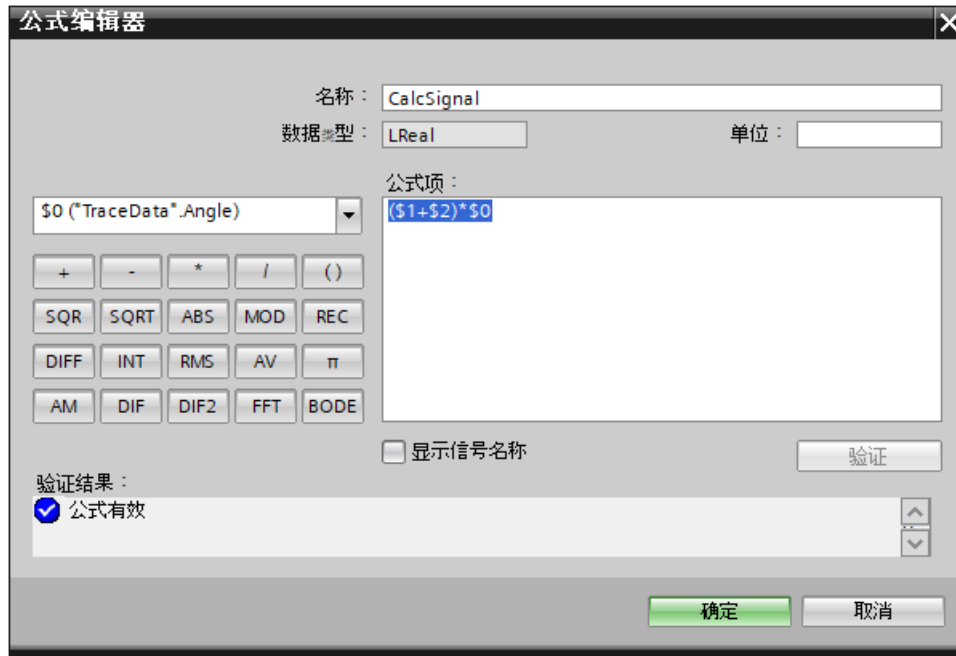 公式编辑器
名称： CalcSignal
数据类型： LReal 单位：
公式项：
$0 ("TraceData".Angle)
($1+$2)*$0
+ - * / ()
SQR SQRT ABS MOD REC
DIFF INT RMS AV π
AM DIF DIF2 FFT BODE
显示信号名称 验证
验证结果：
公式有效
确定 取消